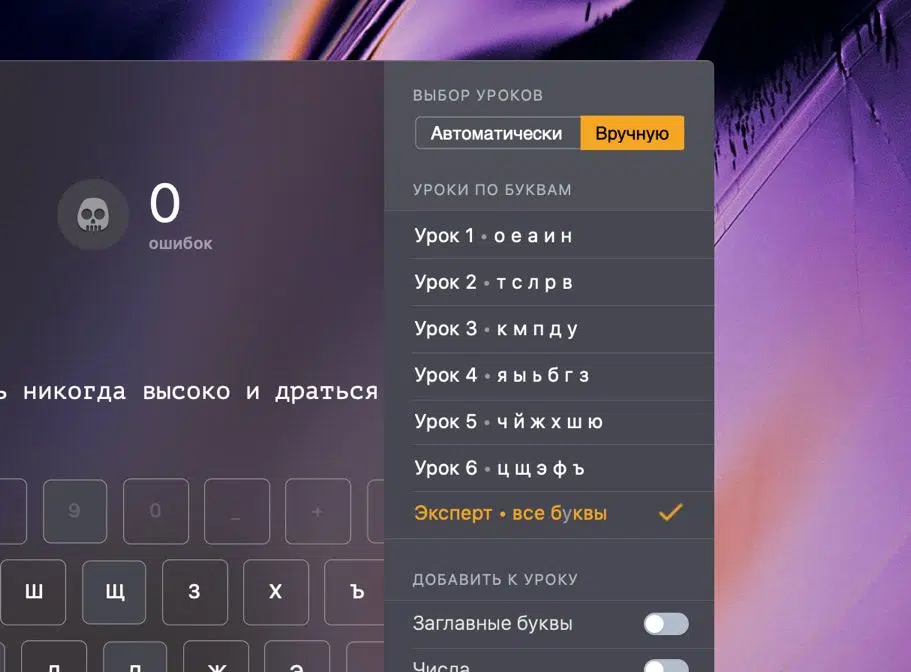 ВЫБОР УРОКОВ
Автоматически Вручную
0
ошибок
УРОКИ ПО БУКВАМ
Урок 1 • о е а и н
Урок 2 • т с л р в
Урок 3 • к м п д у
Урок 4 • я ы ь б г з
Урок 5 • ч й ж х ш ю
Урок 6 • ц щ э ф ъ
Эксперт • все буквы
ь никогда высоко и драться
9 0 _ +
Ш Щ З Х Ъ
ДОБАВИТЬ К УРОКУ
Заглавные буквы
Числа
Л Д Ж Э